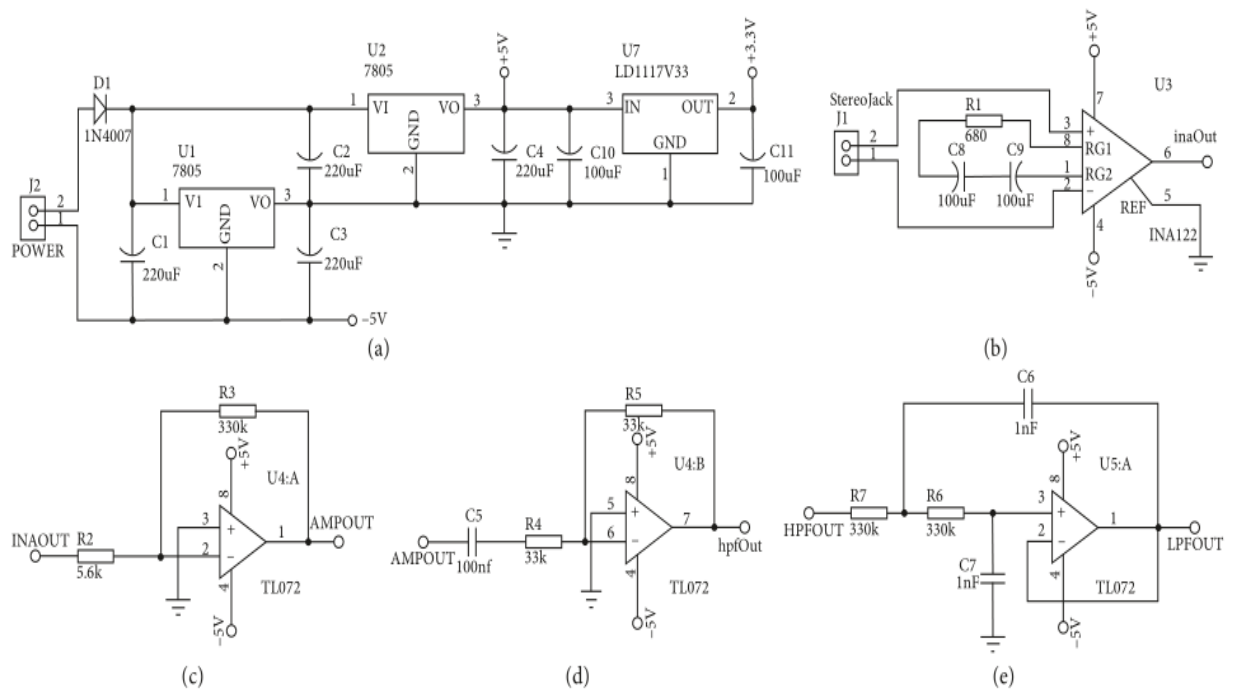 U2
7805
+5V
U7
LD1117V33
+3.3V
D1
1N4007
1 VI VO 3
GND
2
3 IN OUT 2
GND
1
U1
7805
C2
220uF
C4
220uF
C10
100uF
C11
100uF
J2
2
1
POWER
1 V1 VO 3
GND
2
C1
220uF
C3
220uF
−5V
(a)
+5V
U3
StereoJack
J1
2
1
R1
680
C8
100uF
C9
100uF
7
3 +
8 RG1
1 RG2
2 −
6
inaOut
REF
5
4
INA122
−5V
(b)
R3
330k
+5V
U4:A
8
3 +
2 −
1
AMPOUT
INAOUT
R2
5.6k
4
TL072
−5V
(c)
R5
33k
+5V
U4:B
8
5 +
6 −
7
hpfOut
C5
100nf
R4
33k
AMPOUT
4
TL072
−5V
(d)
C6
1nF
+5V
U5:A
8
R7
330k
R6
330k
HPFOUT
3 +
2 −
1
LPFOUT
C7
1nF
4
TL072
−5V
(e)